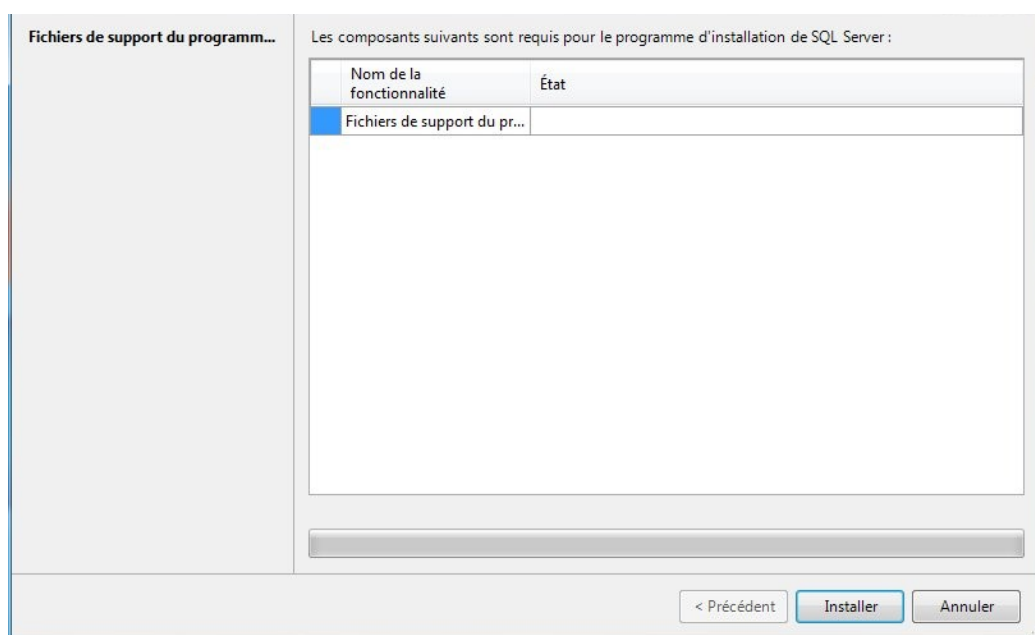 Fichiers de support du programm...
Les composants suivants sont requis pour le programme d'installation de SQL Server :
Nom de la
fonctionnalité
État
Fichiers de support du pr...
< Précédent
Installer
Annuler